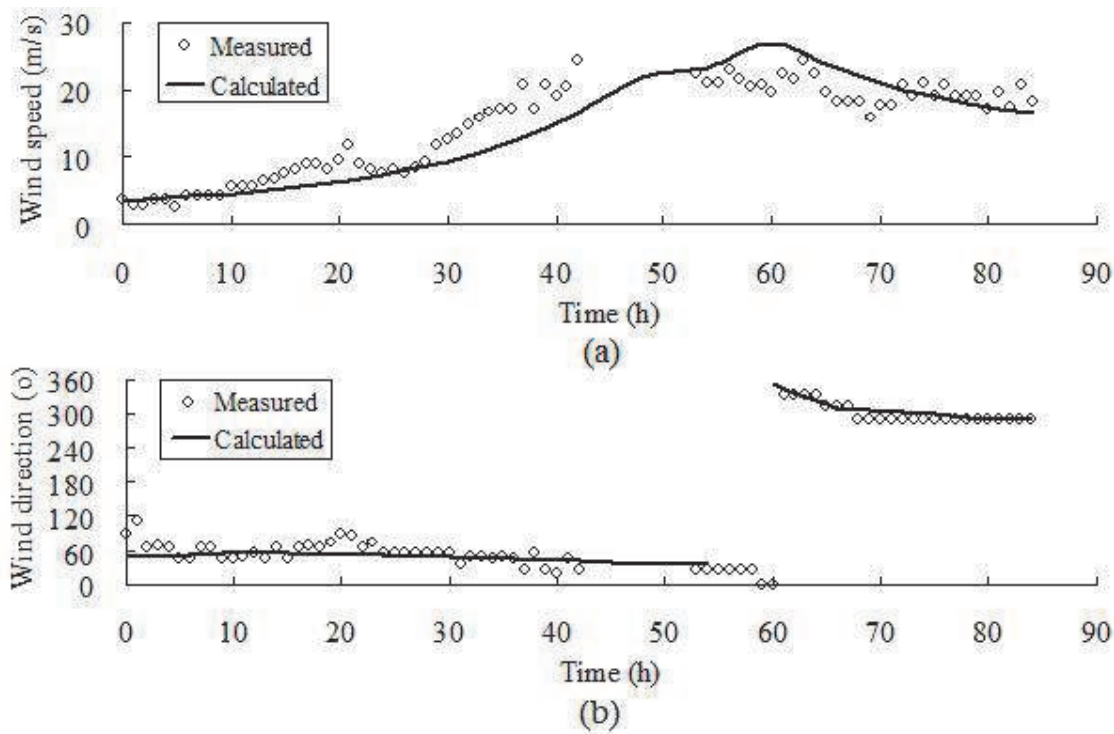 Wind speed (m/s)
30
20
10
0
Measured
Calculated
0 10 20 30 40 50 60 70 80 90
Time (h)
(a)
Wind direction (o)
360
300
240
180
120
60
0
Measured
Calculated
0 10 20 30 40 50 60 70 80 90
Time (h)
(b)